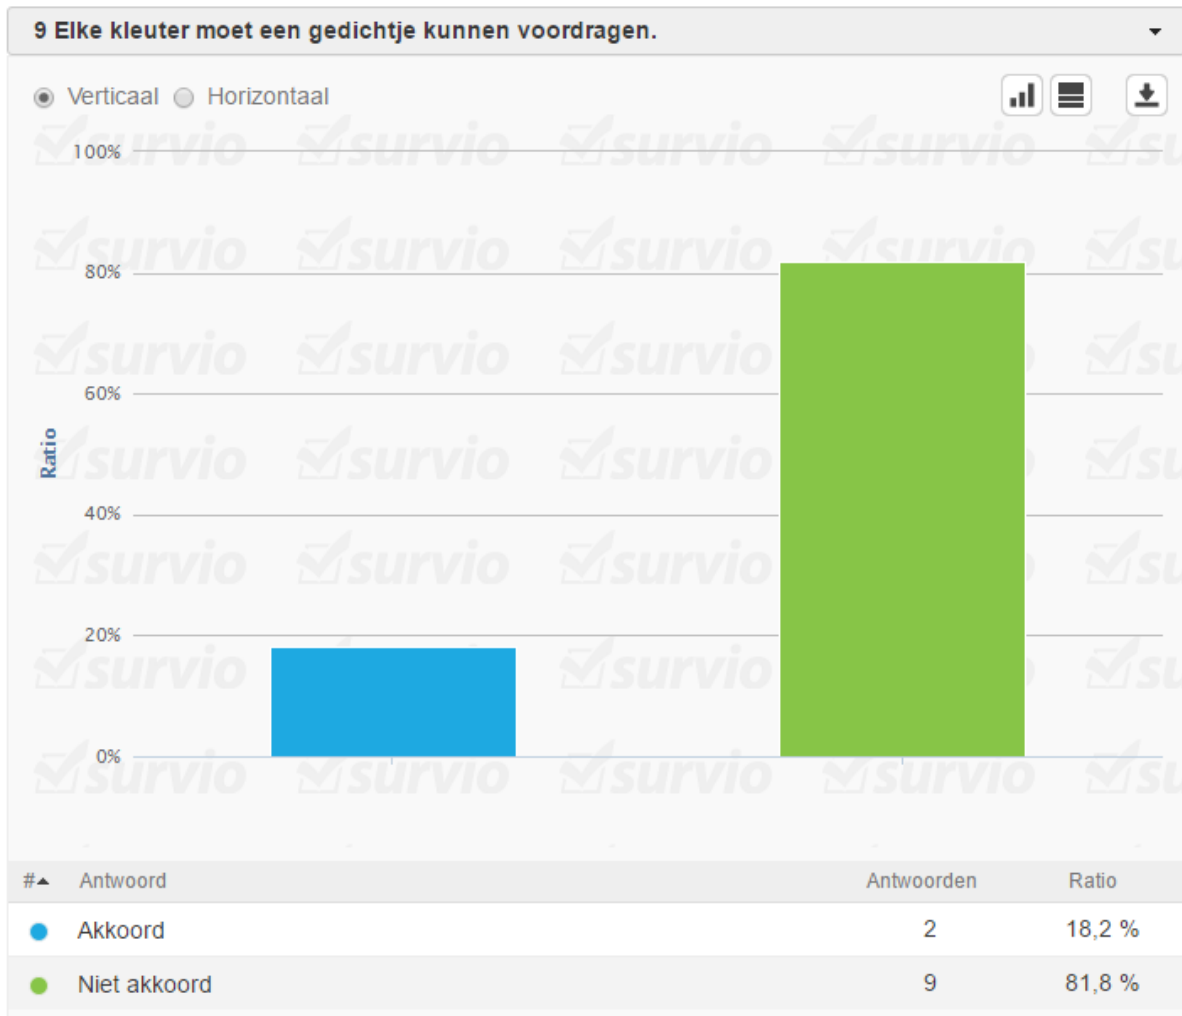 9 Elke kleuter moet een gedichtje kunnen voordragen.
Verticaal Horizontaal
100%
80%
60%
40%
20%
0%
Ratio
survio
# Antwoord Antwoorden Ratio
Akkoord 2 18,2 %
Niet akkoord 9 81,8 %